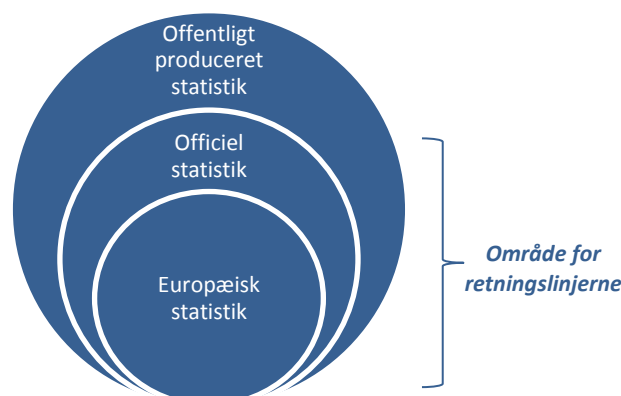 Offentligt
produceret
statistik
Officiel
statistik
Europæisk
statistik
Område for
retningslinjerne